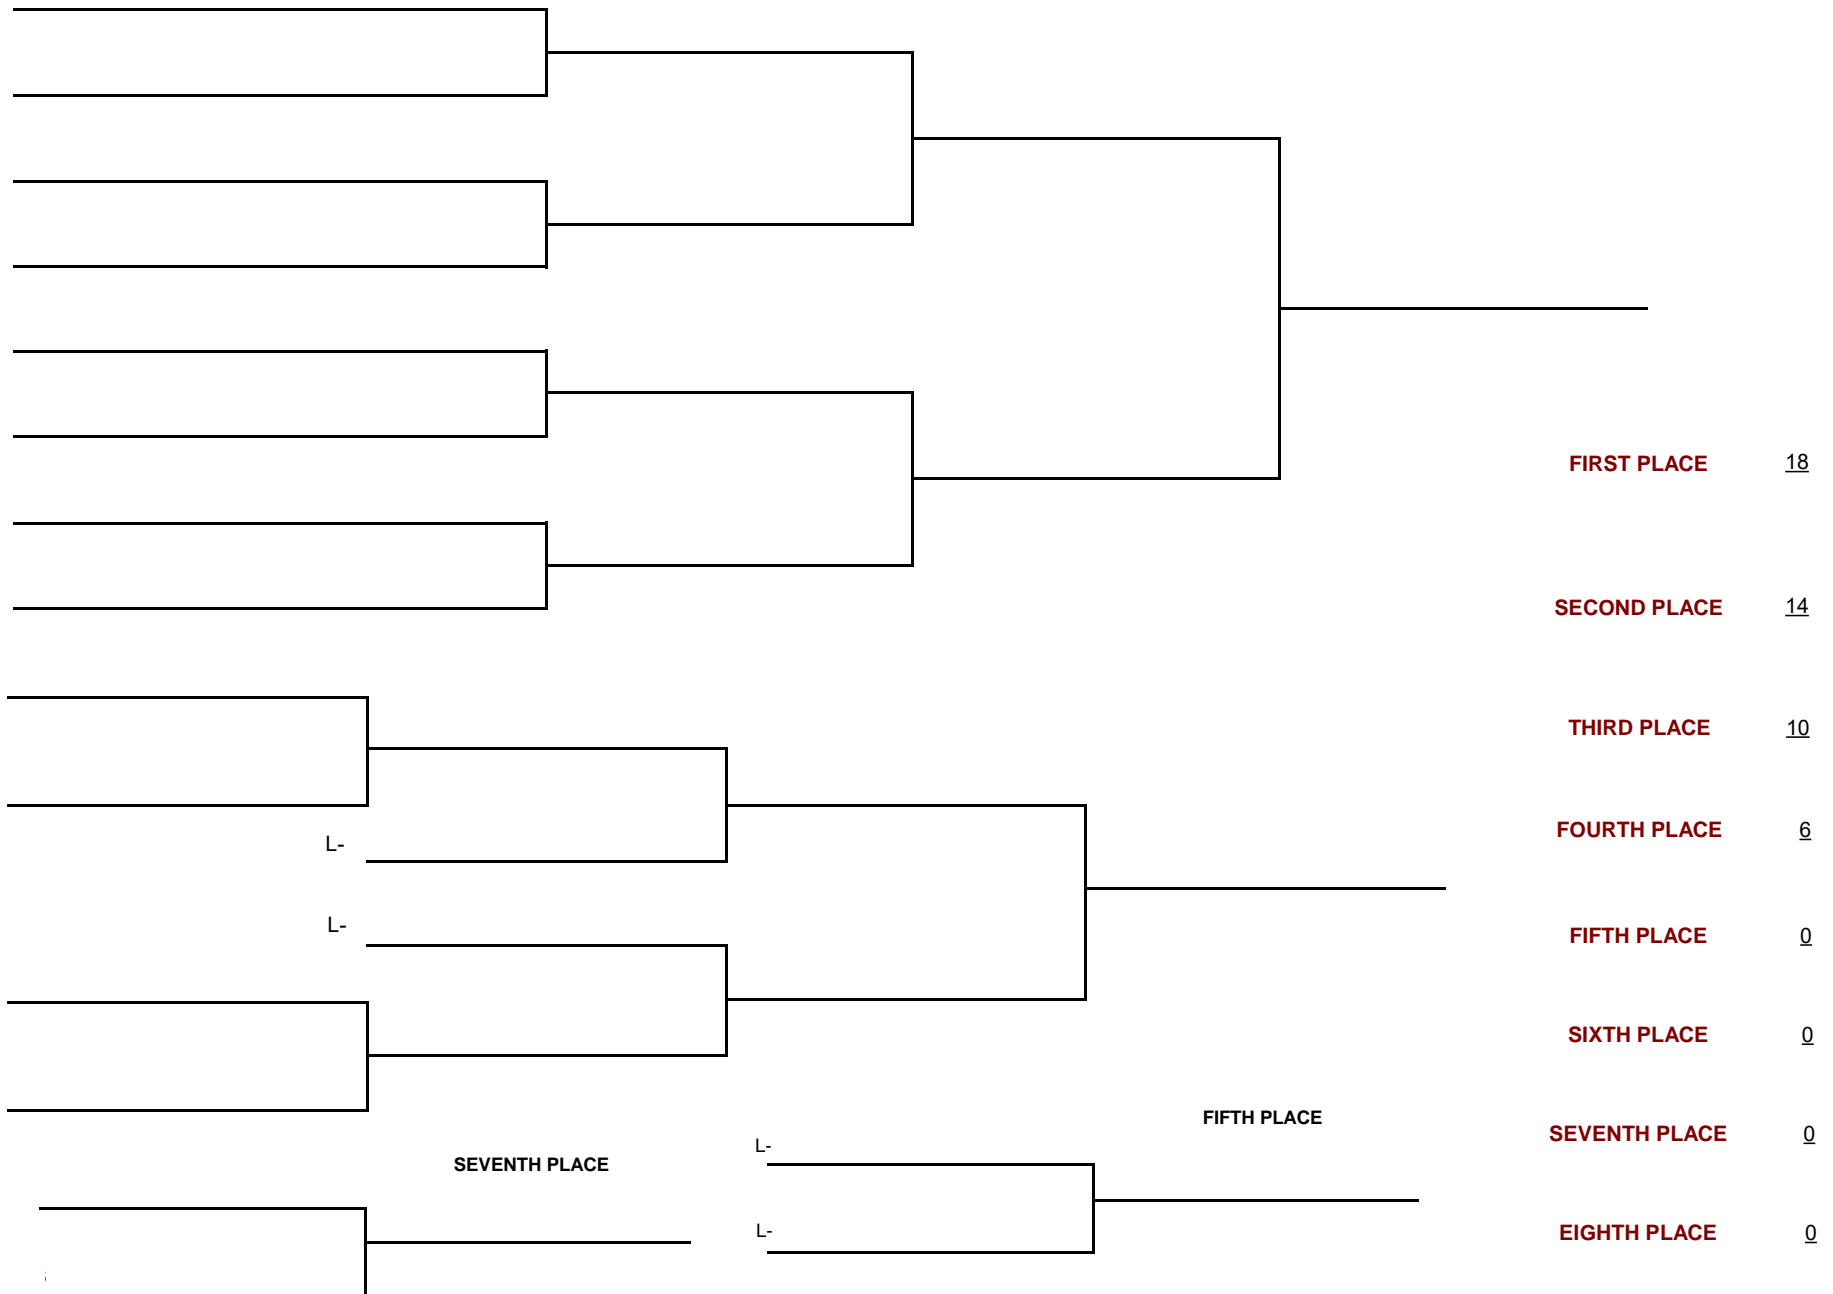 FIRST PLACE 18
SECOND PLACE 14
THIRD PLACE 10
FOURTH PLACE 6
L-
L-
FIFTH PLACE 0
SIXTH PLACE 0
FIFTH PLACE
SEVENTH PLACE 0
L-
SEVENTH PLACE
L-
EIGHTH PLACE 0